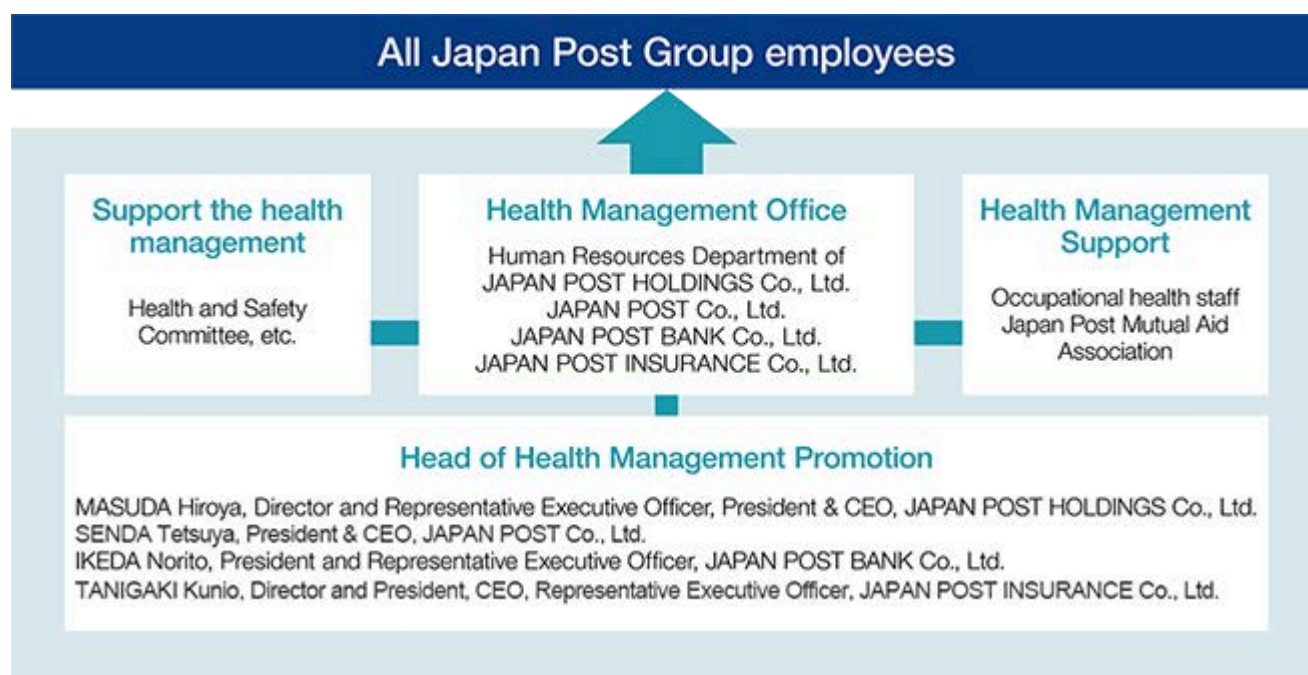 All Japan Post Group employees
Support the health
management
Health and Safety
Committee, etc.
Health Management Office
Human Resources Department of
JAPAN POST HOLDINGS Co., Ltd.
JAPAN POST Co., Ltd.
JAPAN POST BANK Co., Ltd.
JAPAN POST INSURANCE Co., Ltd.
Health Management
Support
Occupational health staff
Japan Post Mutual Aid
Association
Head of Health Management Promotion
MASUDA Hiroya, Director and Representative Executive Officer, President & CEO, JAPAN POST HOLDINGS Co., Ltd.
SENDA Tetsuya, President & CEO, JAPAN POST Co., Ltd.
IKEDA Norito, President and Representative Executive Officer, JAPAN POST BANK Co., Ltd.
TANIGAKI Kunio, Director and President, CEO, Representative Executive Officer, JAPAN POST INSURANCE Co., Ltd.